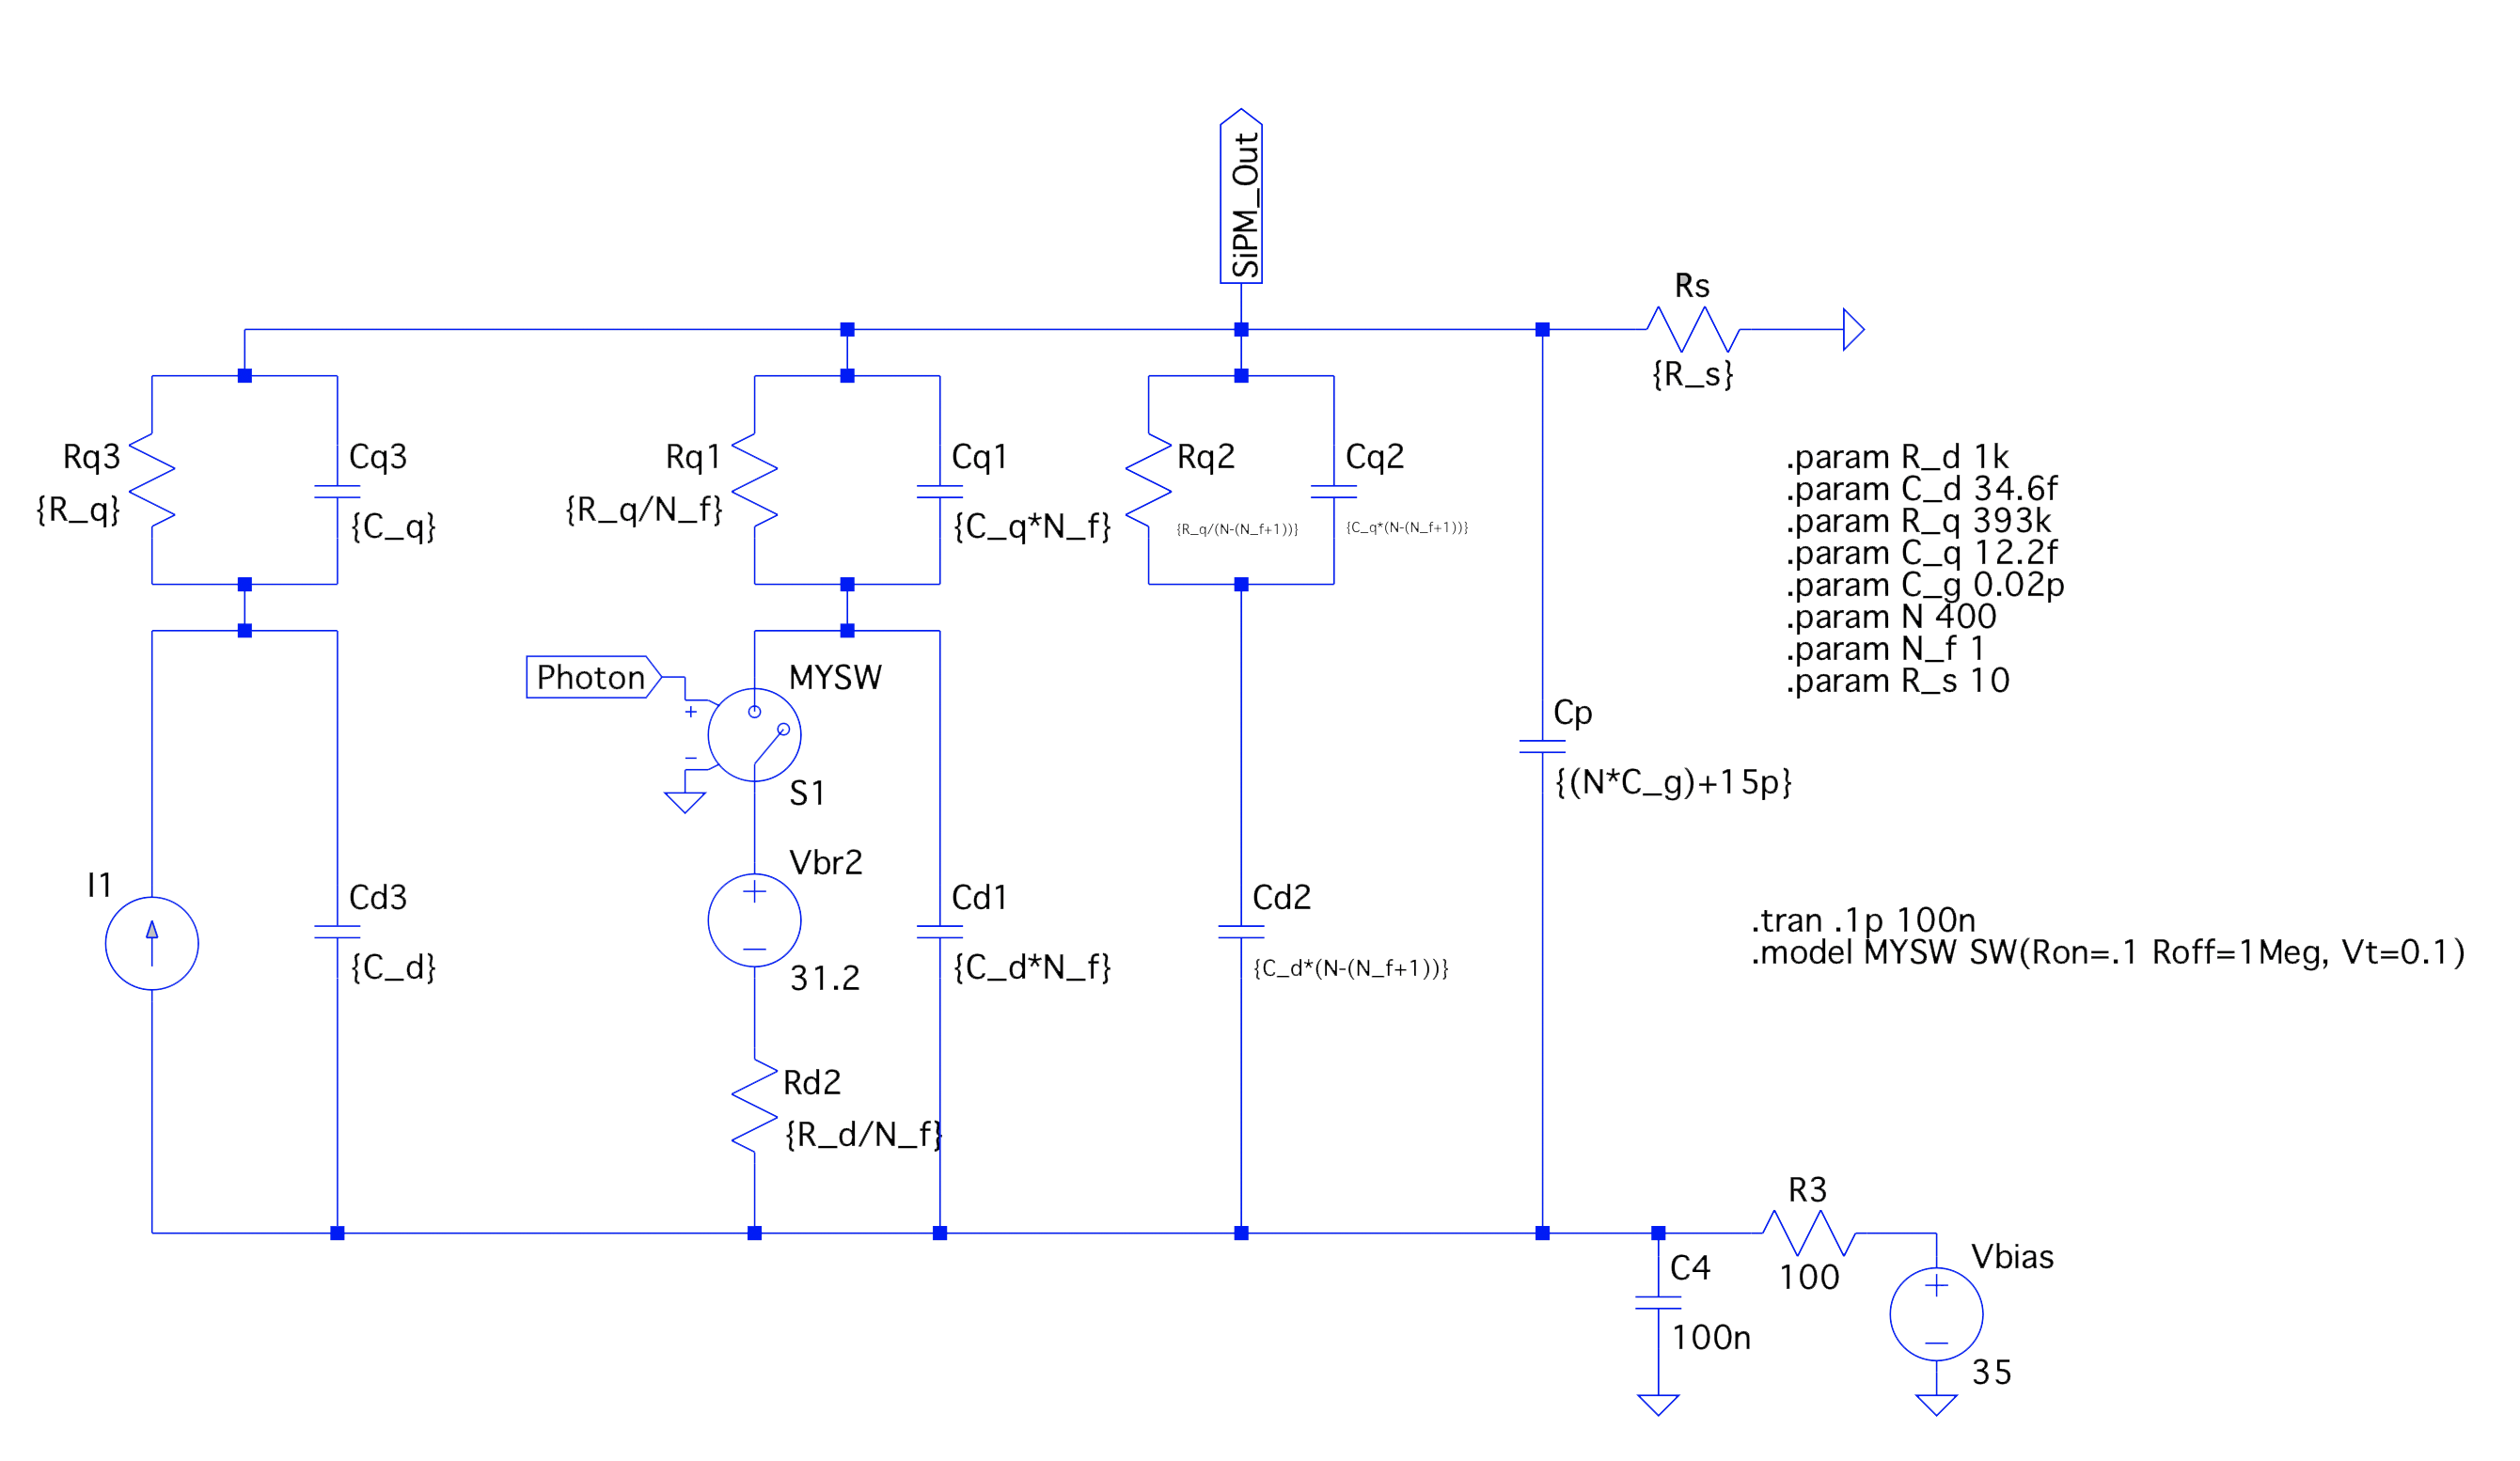 SiPM_Out
Rs
{R_s}
Rq3
{R_q}
Cq3
{C_q}
Rq1
{R_q/N_f}
Cq1
{C_q*N_f}
Rq2
{R_q/(N-(N_f+1))}
Cq2
{C_q*(N-(N_f+1))}
.param R_d 1k
.param C_d 34.6f
.param R_q 393k
.param C_q 12.2f
.param C_g 0.02p
.param N 400
.param N_f 1
.param R_s 10
Photon
MYSW
+
−
S1
Cp
{(N*C_g)+15p}
I1
Cd3
{C_d}
Vbr2
31.2
Cd1
{C_d*N_f}
Cd2
{C_d*(N-(N_f+1))}
.tran .1p 100n
.model MYSW SW(Ron=.1 Roff=1Meg, Vt=0.1)
Rd2
{R_d/N_f}
R3
100
C4
100n
Vbias
35